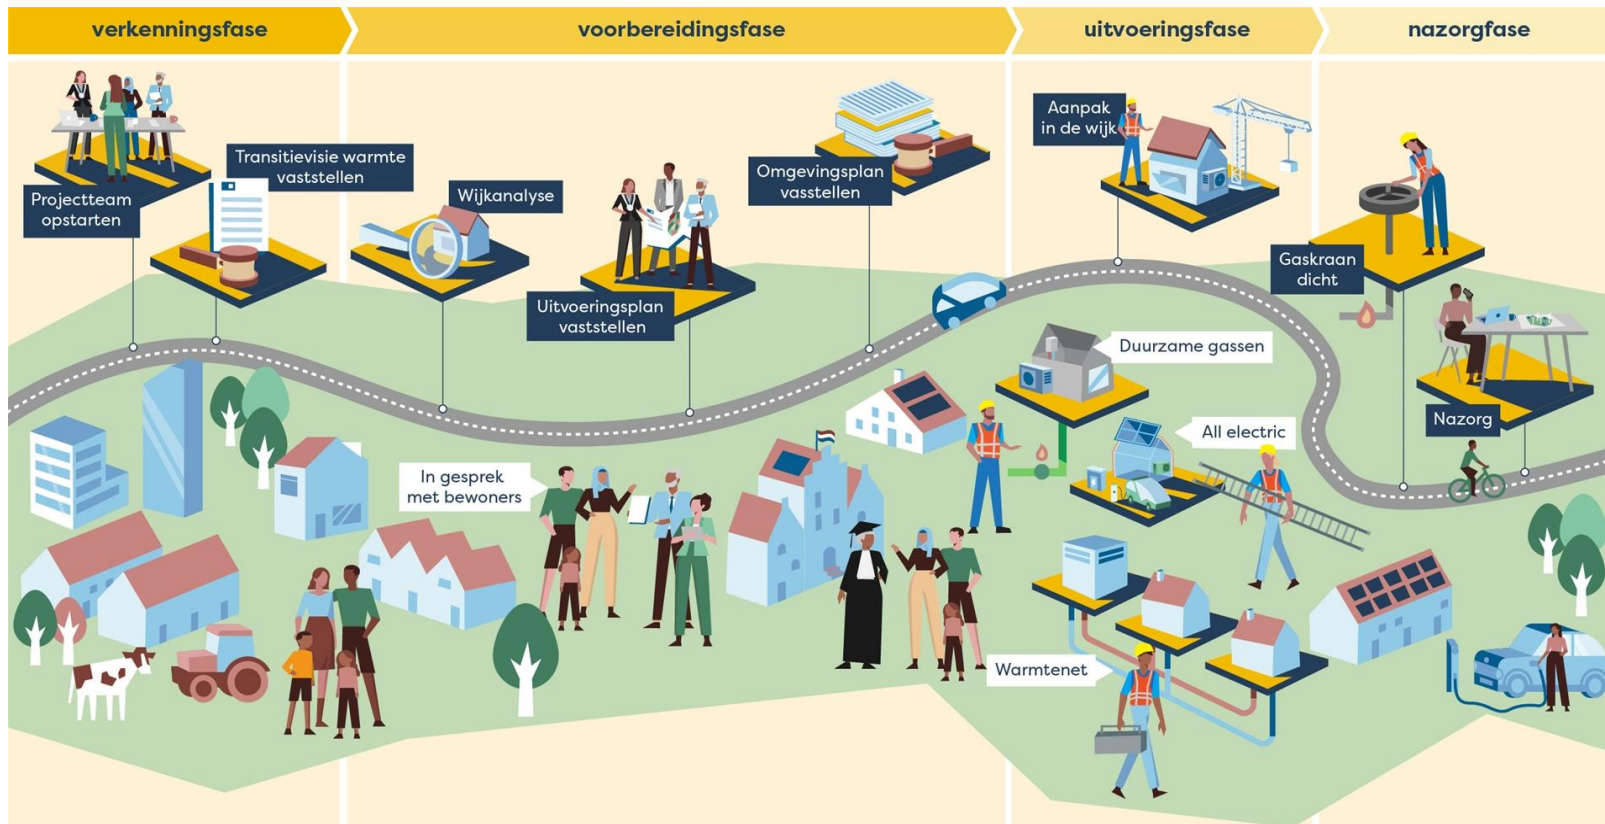 verkenningsfase
voorbereidingsfase
uitvoeringsfase
nazorgfase
Projectteam
opstarten
Transitievisie warmte
vaststellen
Wijkanalyse
Uitvoeringsplan
vaststellen
Omgevingsplan
vasstellen
Aanpak
in de wijk
Gaskraan
dicht
Nazorg
Duurzame gassen
All electric
In gesprek
met bewoners
Warmtenet